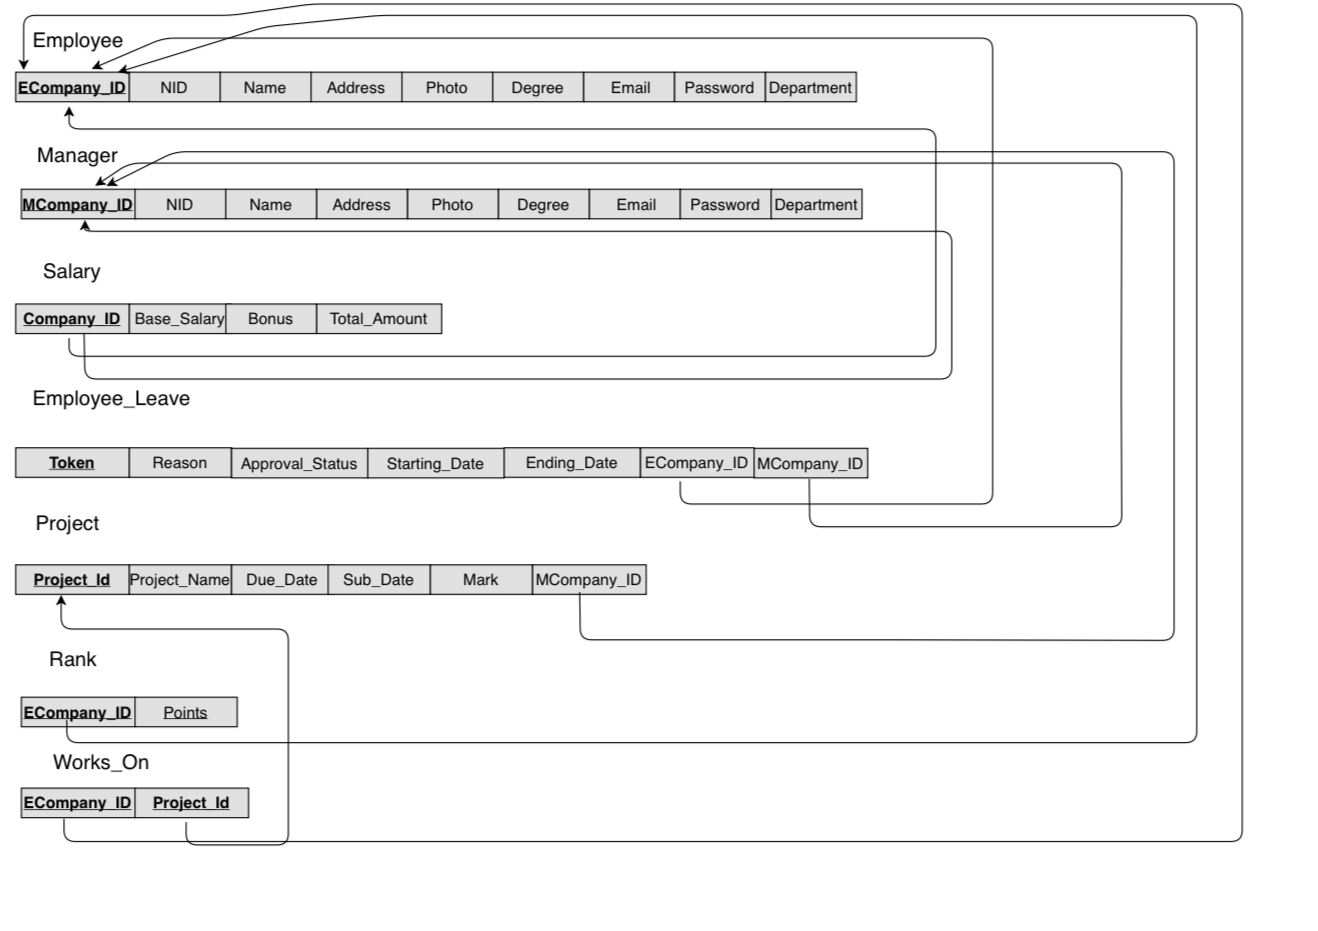 Employee
ECompany_ID NID Name Address Photo Degree Email Password Department
Manager
MCompany_ID NID Name Address Photo Degree Email Password Department
Salary
Company_ID Base_Salary Bonus Total_Amount
Employee_Leave
Token Reason Approval_Status Starting_Date Ending_Date ECompany_ID MCompany_ID
Project
Project_Id Project_Name Due_Date Sub_Date Mark MCompany_ID
Rank
ECompany_ID Points
Works_On
ECompany_ID Project_Id